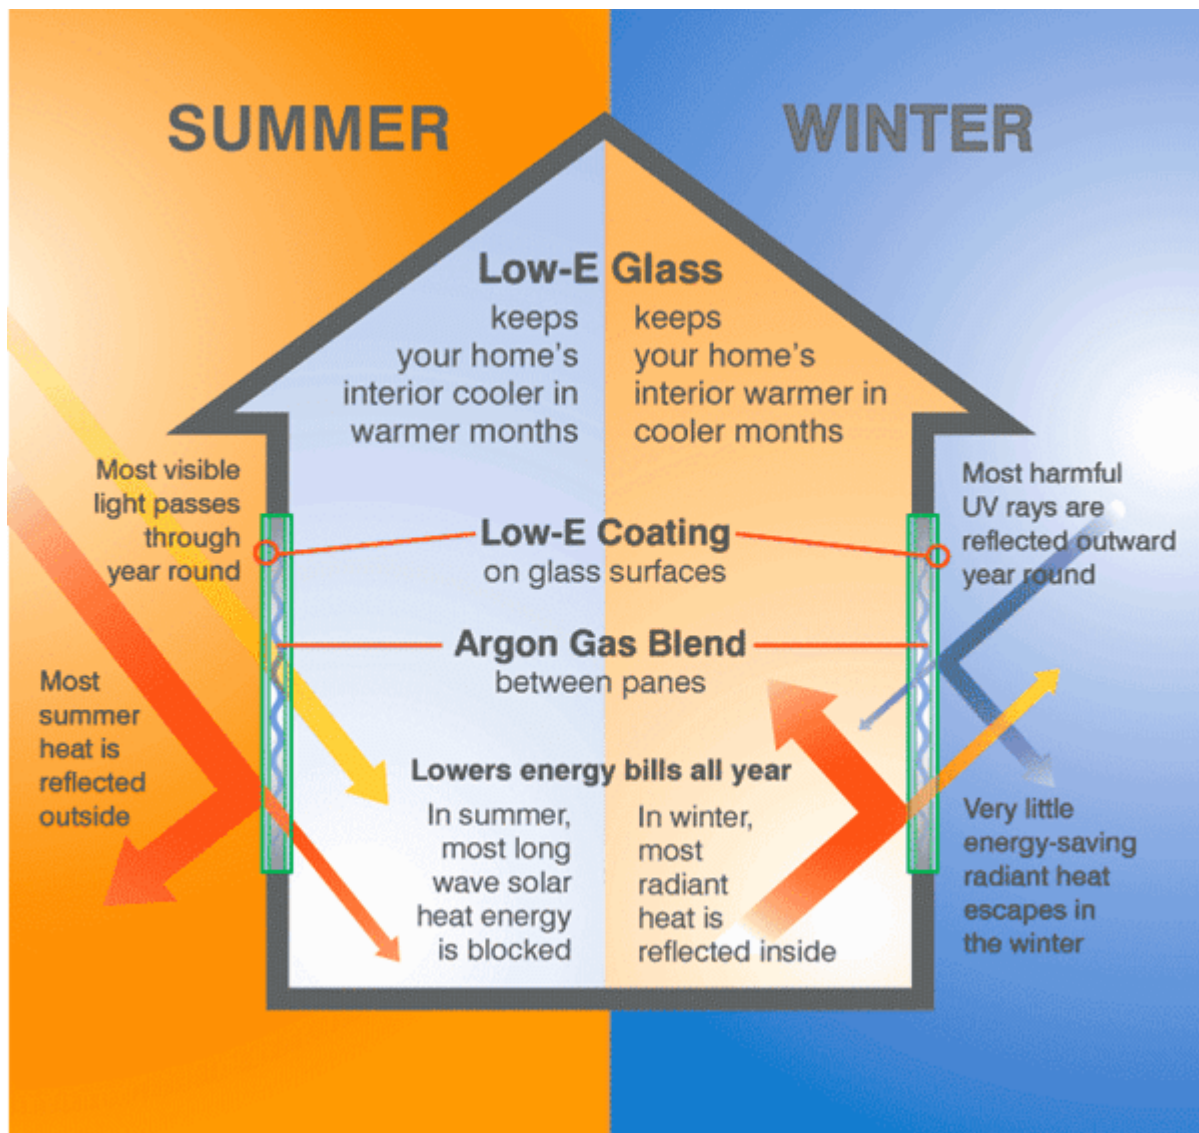 SUMMER
WINTER
Low-E Glass
keeps
your home's
interior cooler in
warmer months
keeps
your home's
interior warmer in
cooler months
Most visible
light passes
through
year round
Most harmful
UV rays are
reflected outward
year round
Low-E Coating
on glass surfaces
Argon Gas Blend
between panes
Most
summer
heat is
reflected
outside
Lowers energy bills all year
In summer,
most long
wave solar
heat energy
is blocked
In winter,
most
radiant
heat is
reflected inside
Very little
energy-saving
radiant heat
escapes in
the winter